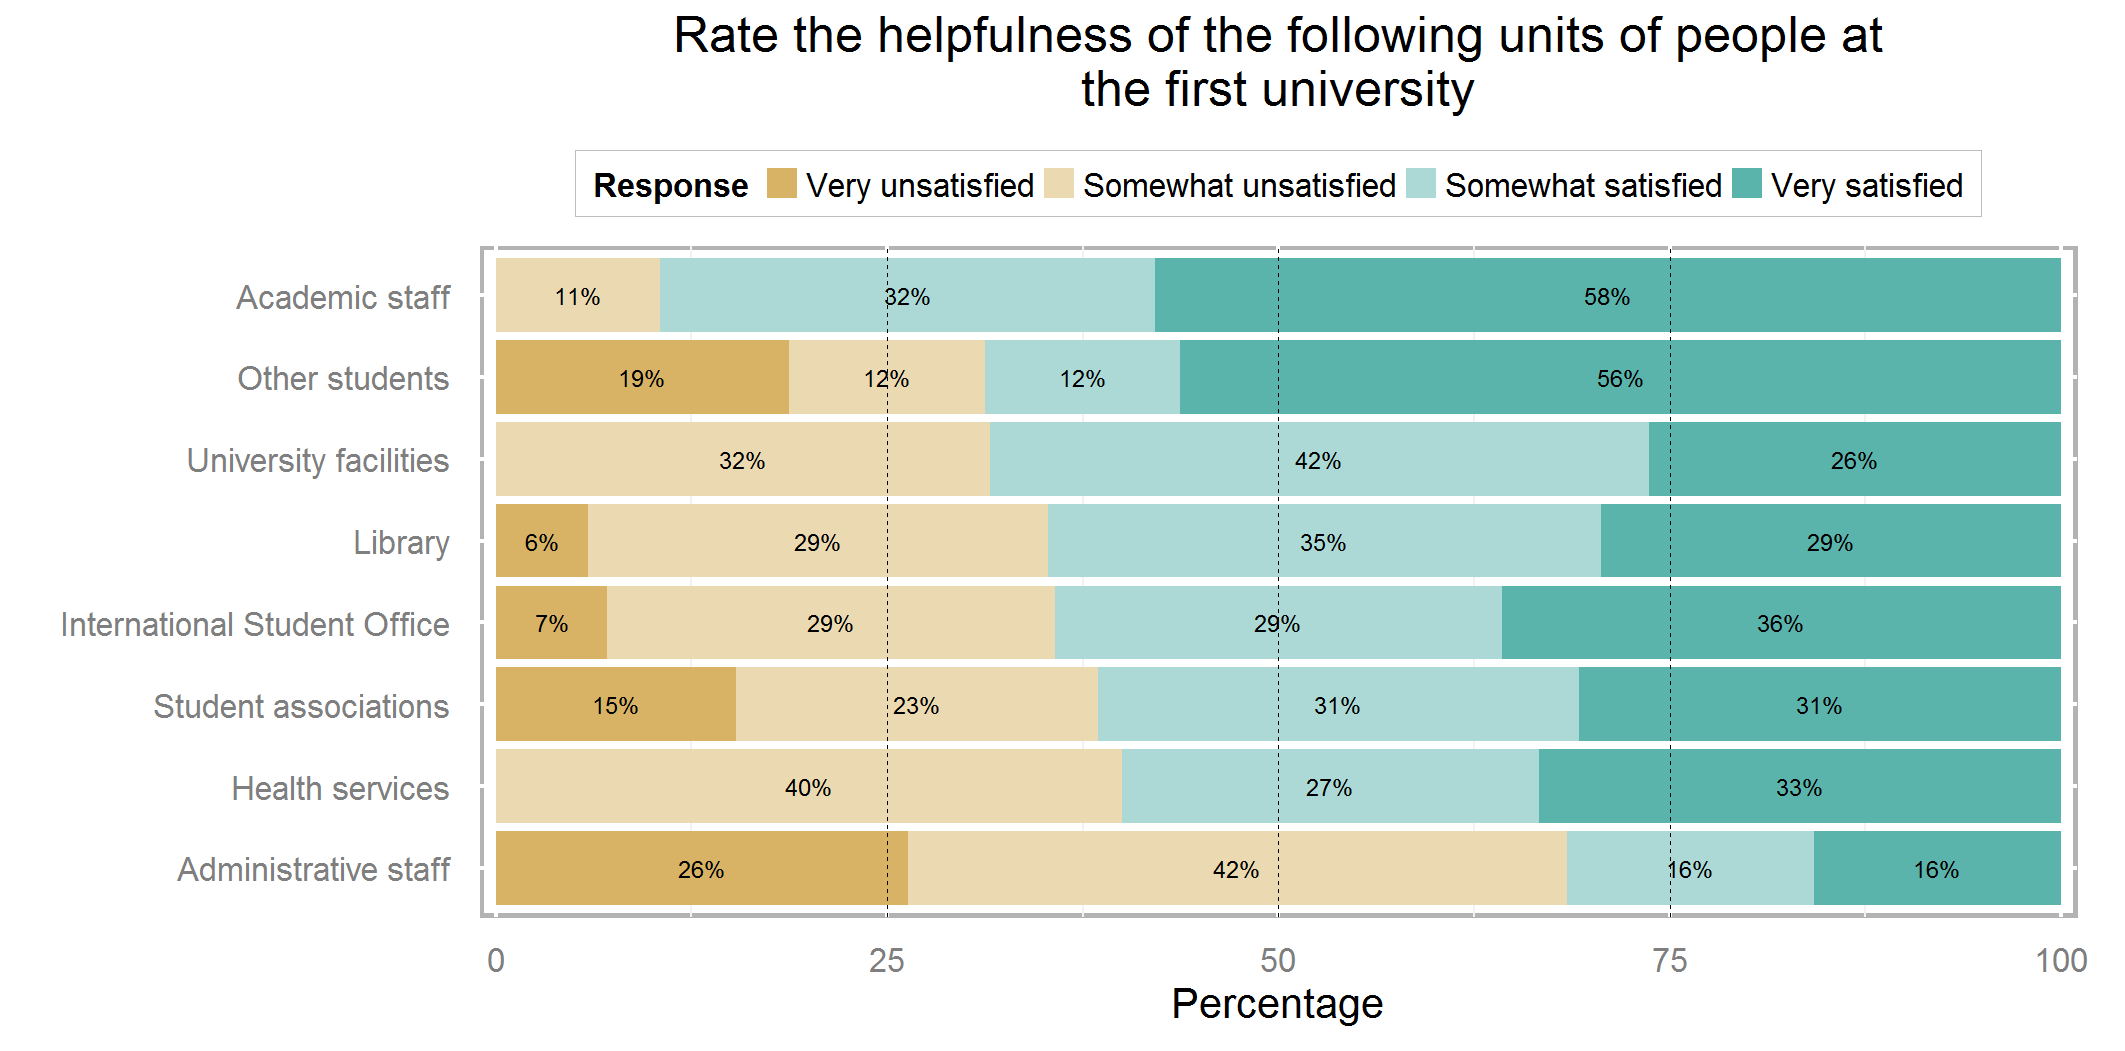 Rate the helpfulness of the following units of people at
the first university
Response Very unsatisfied Somewhat unsatisfied Somewhat satisfied Very satisfied
Academic staff 11% 32% 58%
Other students 19% 12% 12% 56%
University facilities 32% 42% 26%
Library 6% 29% 35% 29%
International Student Office 7% 29% 29% 36%
Student associations 15% 23% 31% 31%
Health services 40% 27% 33%
Administrative staff 26% 42% 16% 16%
0 25 50 75 100
Percentage